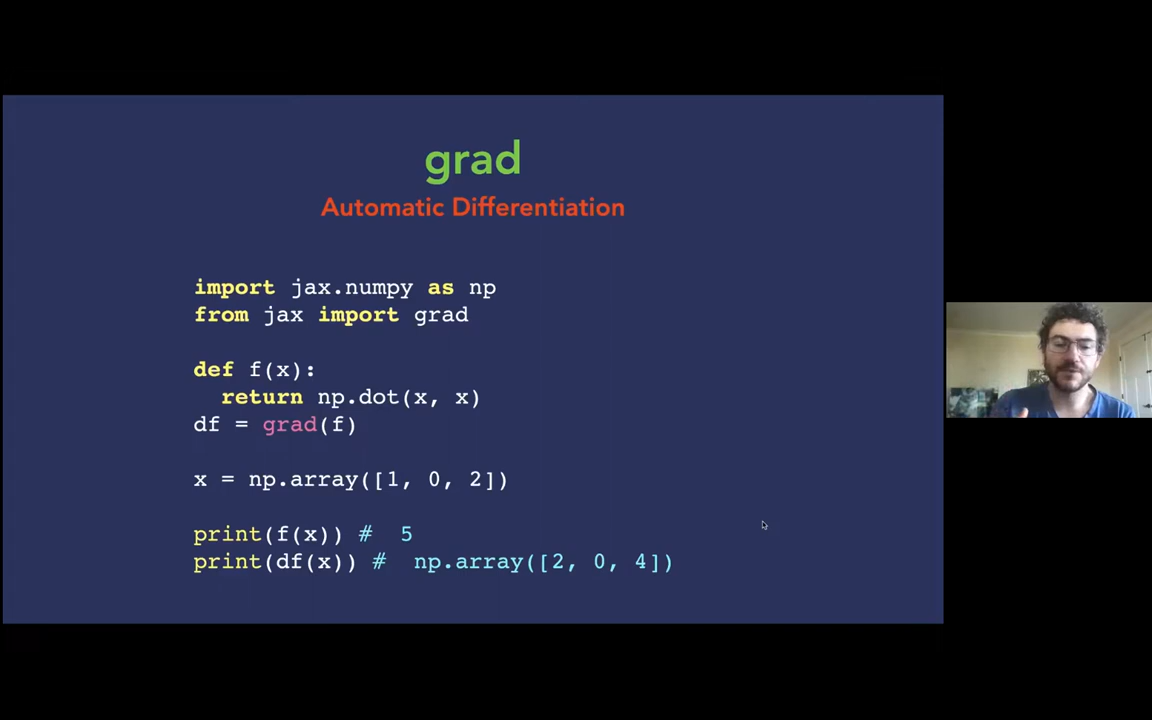 grad
Automatic Differentiation
import jax.numpy as np
from jax import grad
def f(x):
  return np.dot(x, x)
df = grad(f)
x = np.array([1, 0, 2])
print(f(x)) #  5
print(df(x)) #  np.array([2, 0, 4])